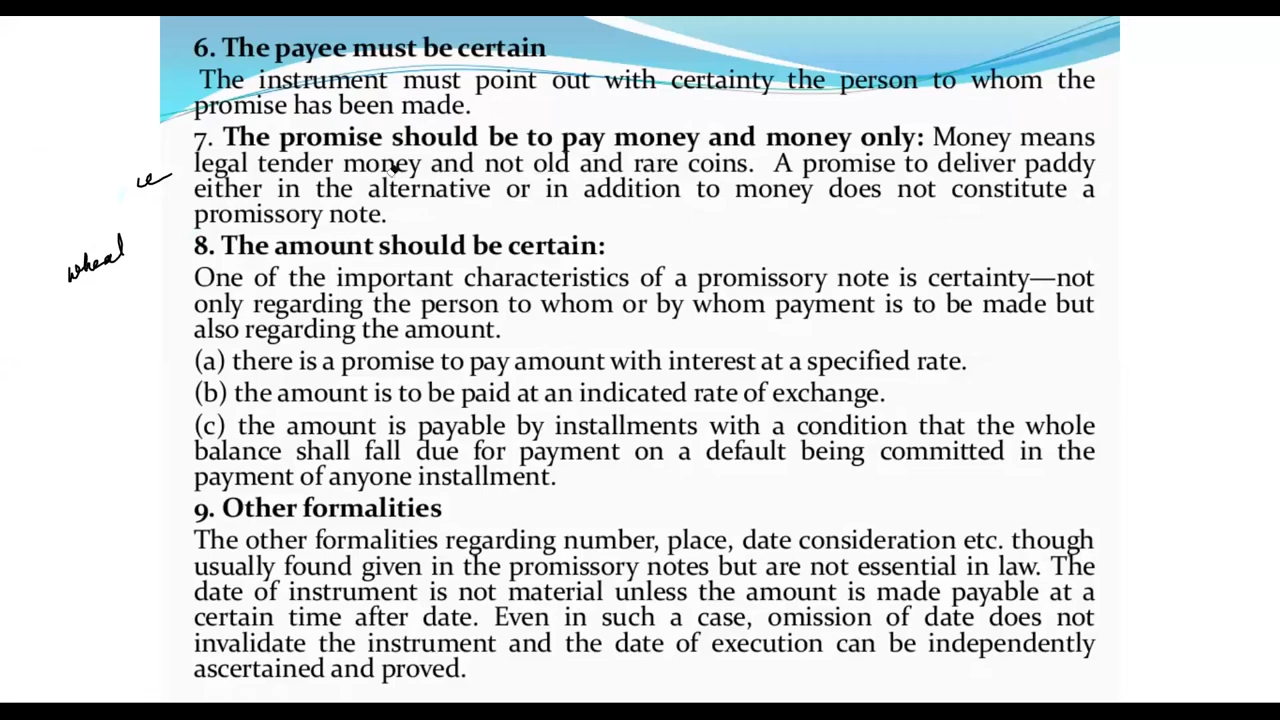 6. The payee must be certain
The instrument must point out with certainty the person to whom the
promise has been made.
7. The promise should be to pay money and money only: Money means
legal tender money and not old and rare coins. A promise to deliver paddy
either in the alternative or in addition to money does not constitute a
promissory note.
wheat
8. The amount should be certain:
One of the important characteristics of a promissory note is certainty—not
only regarding the person to whom or by whom payment is to be made but
also regarding the amount.
(a) there is a promise to pay amount with interest at a specified rate.
(b) the amount is to be paid at an indicated rate of exchange.
(c) the amount is payable by installments with a condition that the whole
balance shall fall due for payment on a default being committed in the
payment of anyone installment.
9. Other formalities
The other formalities regarding number, place, date consideration etc. though
usually found given in the promissory notes but are not essential in law. The
date of instrument is not material unless the amount is made payable at a
certain time after date. Even in such a case, omission of date does not
invalidate the instrument and the date of execution can be independently
ascertained and proved.